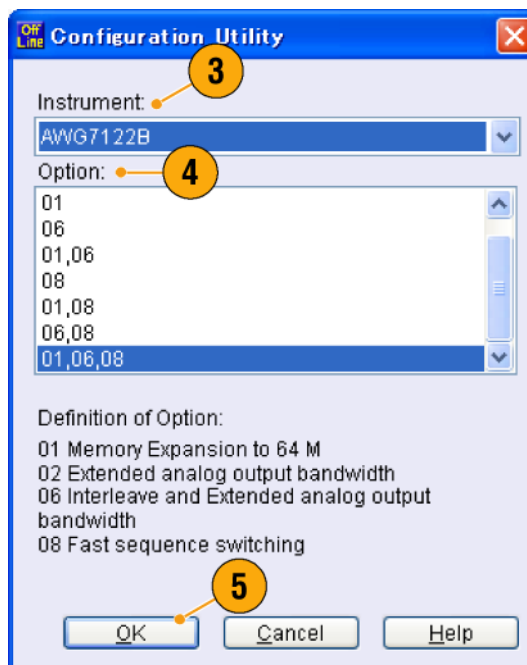 Off
Line
Configuration Utility
3
Instrument:
AWG7122B
4
Option:
01
06
01,06
08
01,08
06,08
01,06,08
Definition of Option:
01 Memory Expansion to 64 M
02 Extended analog output bandwidth
06 Interleave and Extended analog output
bandwidth
08 Fast sequence switching
5
OK
Cancel
Help